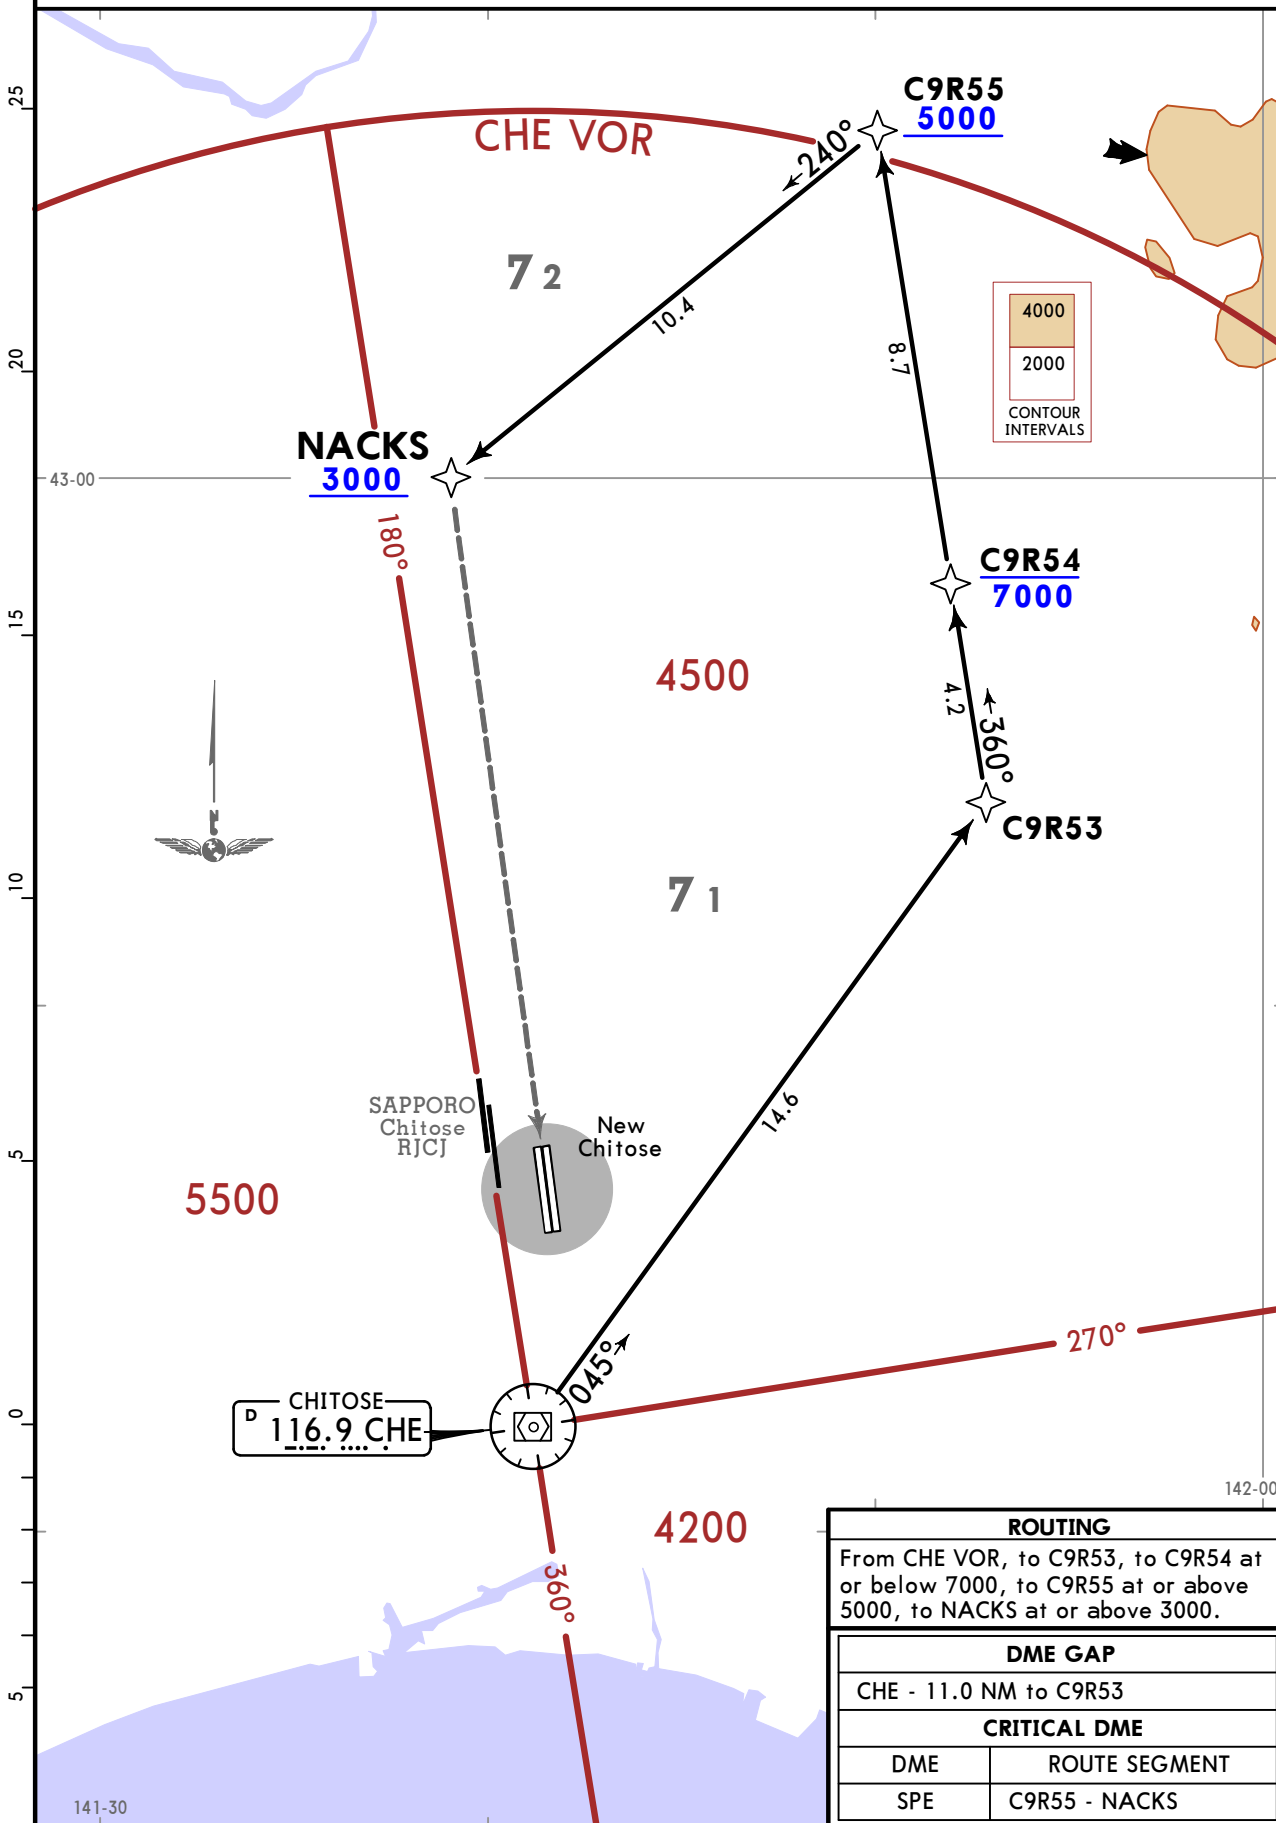 25
C9R55
5000
CHE VOR
←240°
7 2
10.4
4000
2000
CONTOUR
INTERVALS
8.7
20
NACKS
3000
43-00
180°
C9R54
7000
15
4500
4.2
←360°
C9R53
N
7 1
10
14.6
SAPPORO
Chitose
RJCJ
New
Chitose
5
5500
270°
045°→
0
CHITOSE
D 116.9 CHE
142-00
4200
360°
5
141-30
ROUTING
From CHE VOR, to C9R53, to C9R54 at
or below 7000, to C9R55 at or above
5000, to NACKS at or above 3000.
DME GAP
CHE - 11.0 NM to C9R53
CRITICAL DME
DME ROUTE SEGMENT
SPE C9R55 - NACKS